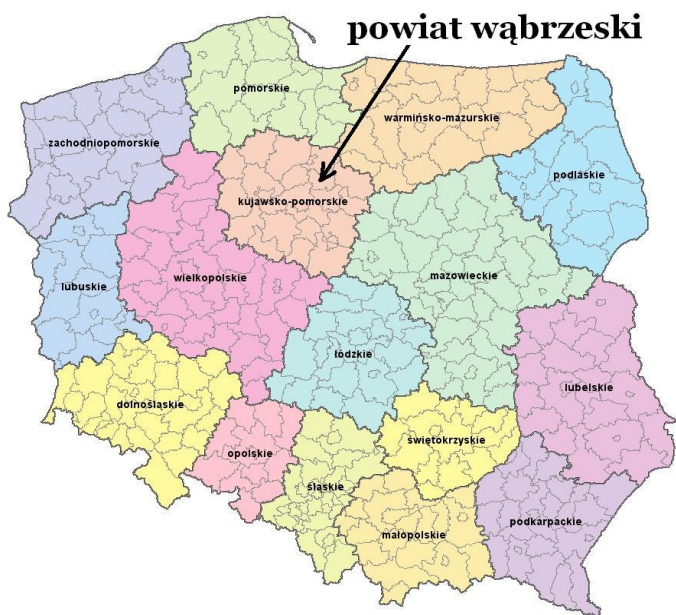 powiat wąbrzeski
pomorskie
warmińsko-mazurskie
zachodniopomorskie
podlaskie
kujawsko-pomorskie
wielkopolskie
mazowieckie
lubuskie
łódzkie
lubelskie
dolnośląskie
świętokrzyskie
opolskie
śląskie
podkarpackie
małopolskie